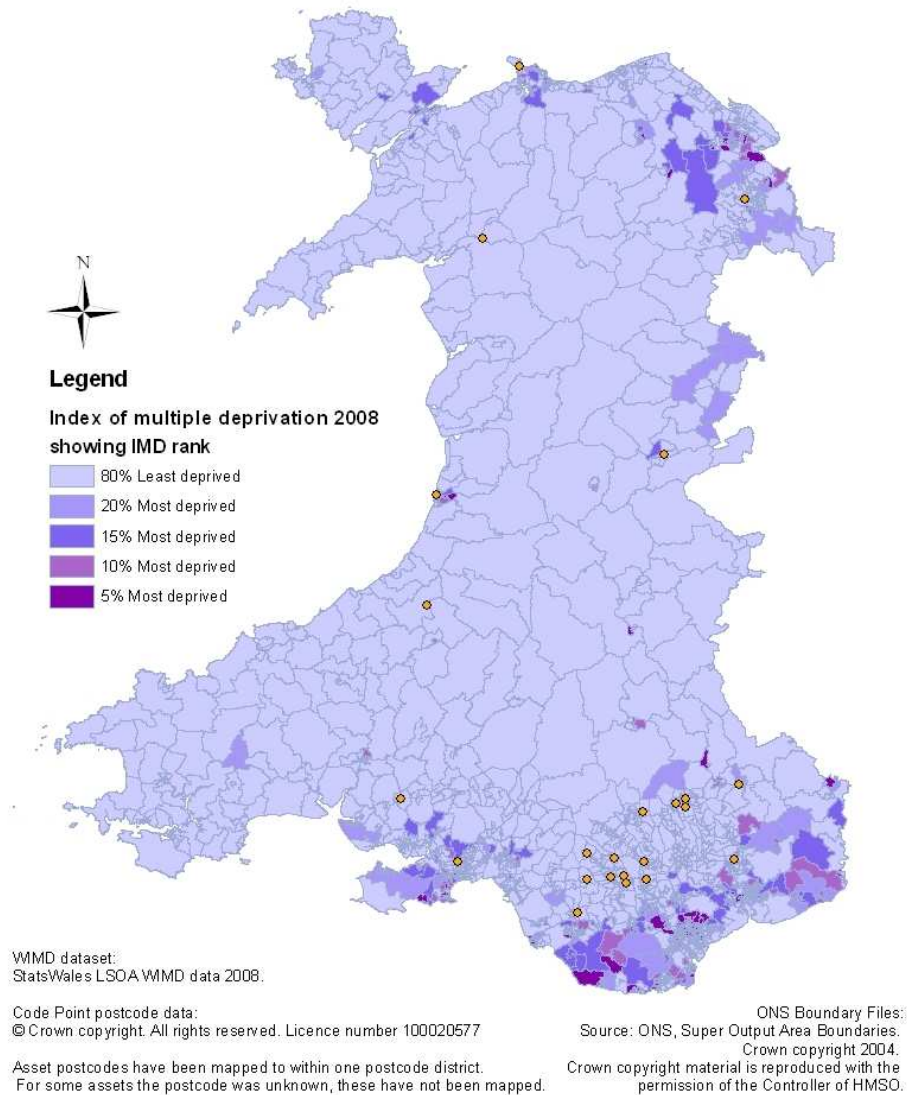 N
Legend
Index of multiple deprivation 2008
showing IMD rank
80% Least deprived
20% Most deprived
15% Most deprived
10% Most deprived
5% Most deprived
WIMD dataset:
StatsWales LSOA WIMD data 2008.
Code Point postcode data:
© Crown copyright. All rights reserved. Licence number 100020577
Asset postcodes have been mapped to within one postcode district.
For some assets the postcode was unknown, these have not been mapped.
ONS Boundary Files:
Source: ONS, Super Output Area Boundaries.
Crown copyright 2004.
Crown copyright material is reproduced with the
permission of the Controller of HMSO.